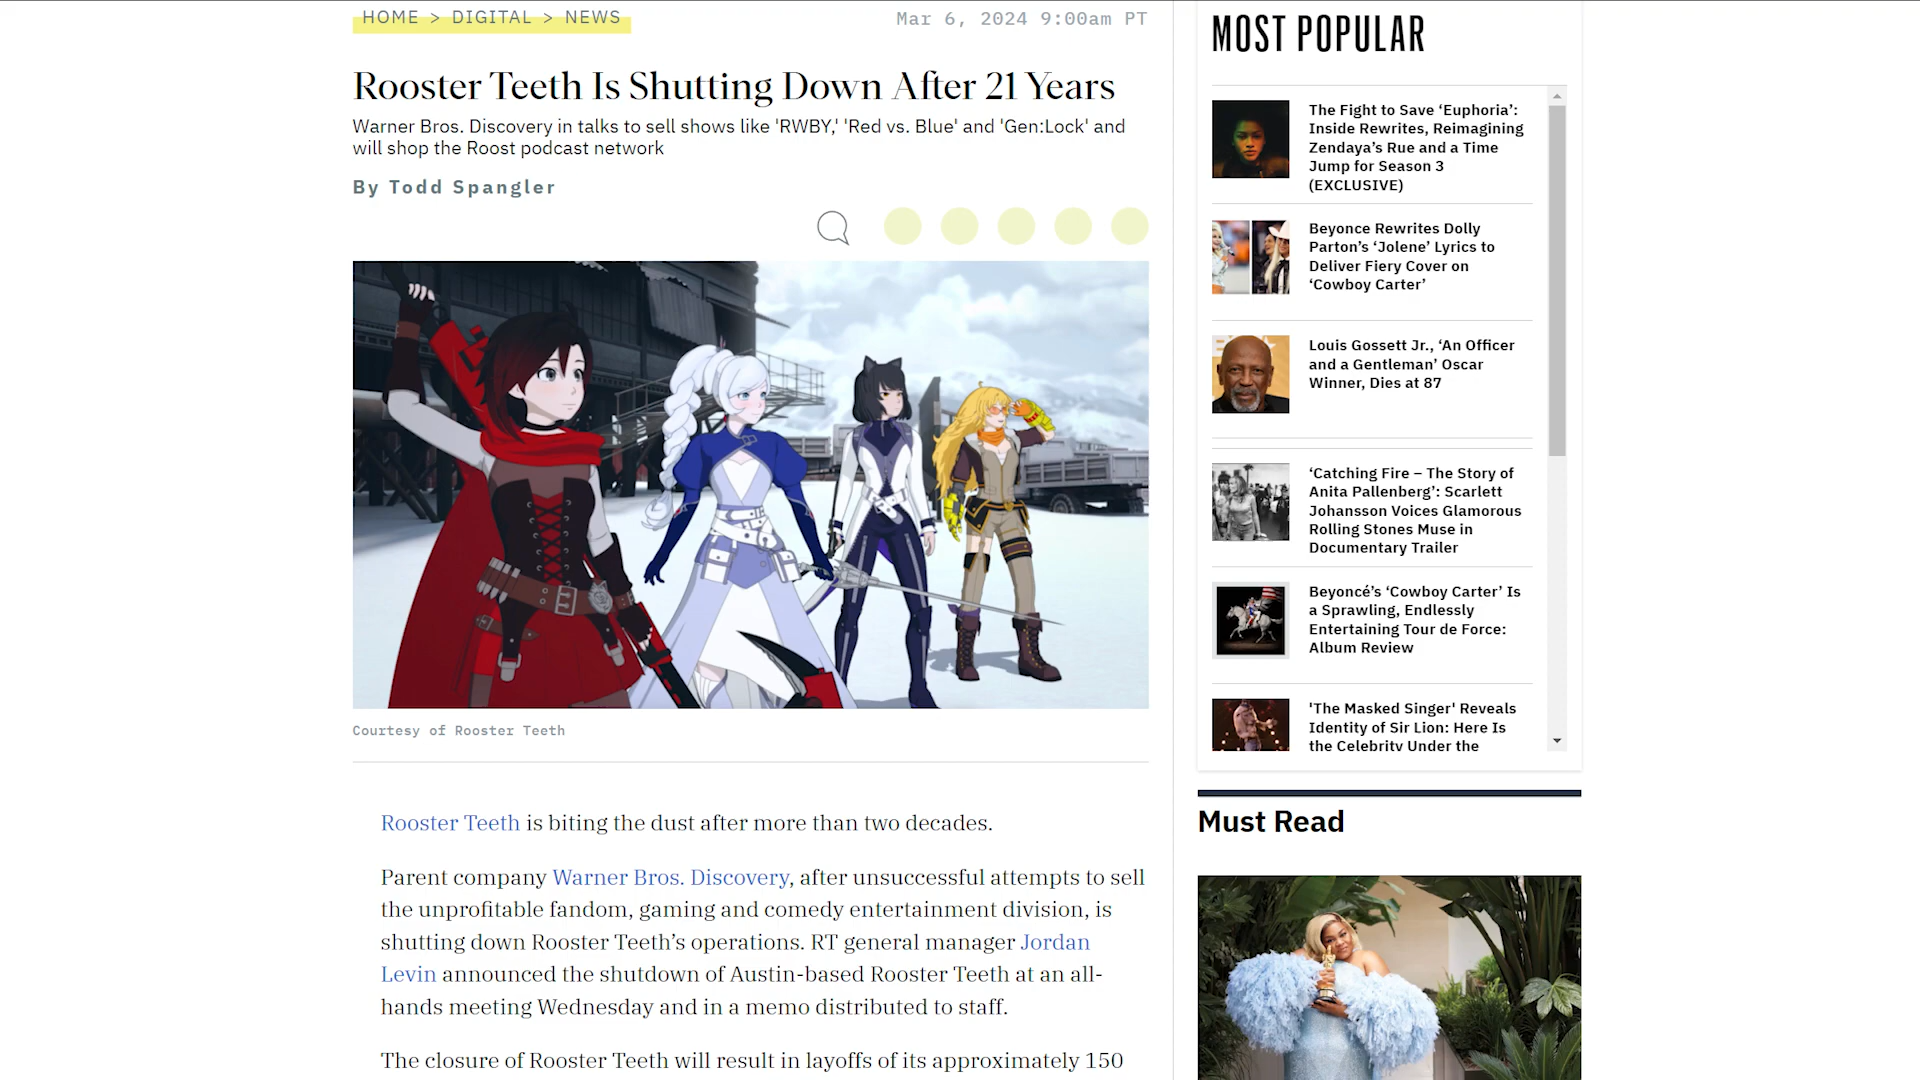 HOME > DIGITAL > NEWS
Mar 6, 2024 9:00am PT
Rooster Teeth Is Shutting Down After 21 Years
Warner Bros. Discovery in talks to sell shows like 'RWBY,' 'Red vs. Blue' and 'Gen:Lock' and
will shop the Roost podcast network
By Todd Spangler
Courtesy of Rooster Teeth
Rooster Teeth is biting the dust after more than two decades.
Parent company Warner Bros. Discovery, after unsuccessful attempts to sell
the unprofitable fandom, gaming and comedy entertainment division, is
shutting down Rooster Teeth’s operations. RT general manager Jordan
Levin announced the shutdown of Austin-based Rooster Teeth at an all-
hands meeting Wednesday and in a memo distributed to staff.
The closure of Rooster Teeth will result in layoffs of its approximately 150
MOST POPULAR
The Fight to Save ‘Euphoria’:
Inside Rewrites, Reimagining
Zendaya’s Rue and a Time
Jump for Season 3
(EXCLUSIVE)
Beyonce Rewrites Dolly
Parton’s ‘Jolene’ Lyrics to
Deliver Fiery Cover on
‘Cowboy Carter’
Louis Gossett Jr., ‘An Officer
and a Gentleman’ Oscar
Winner, Dies at 87
‘Catching Fire – The Story of
Anita Pallenberg’: Scarlett
Johansson Voices Glamorous
Rolling Stones Muse in
Documentary Trailer
Beyoncé’s ‘Cowboy Carter’ Is
a Sprawling, Endlessly
Entertaining Tour de Force:
Album Review
'The Masked Singer' Reveals
Identity of Sir Lion: Here Is
the Celebrity Under the
Must Read